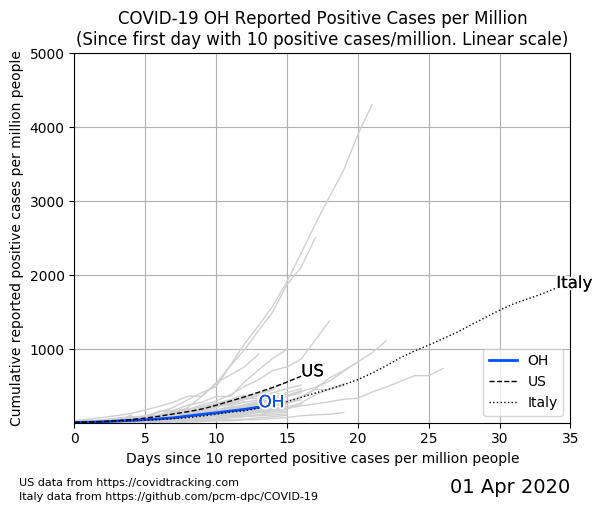 COVID-19 OH Reported Positive Cases per Million
(Since first day with 10 positive cases/million. Linear scale)
Cumulative reported positive cases per million people
5000
4000
3000
2000
1000
Italy
US
OH
OH
US
Italy
0 5 10 15 20 25 30 35
Days since 10 reported positive cases per million people
US data from https://covidtracking.com
Italy data from https://github.com/pcm-dpc/COVID-19
01 Apr 2020